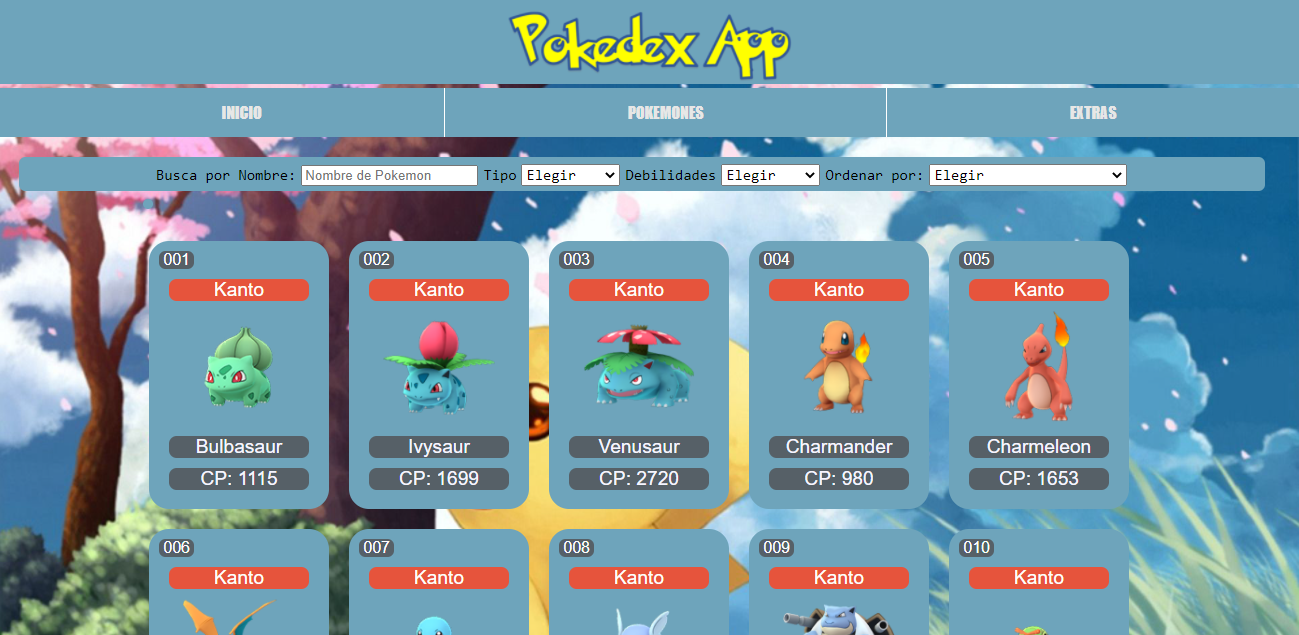 Pokedex App
INICIO POKEMONES EXTRAS
Busca por Nombre: Nombre de Pokemon Tipo Elegir Debilidades Elegir Ordenar por: Elegir
001 002 003 004 005
Kanto Kanto Kanto Kanto Kanto
Bulbasaur Ivysaur Venusaur Charmander Charmeleon
CP: 1115 CP: 1699 CP: 2720 CP: 980 CP: 1653
006 007 008 009 010
Kanto Kanto Kanto Kanto Kanto